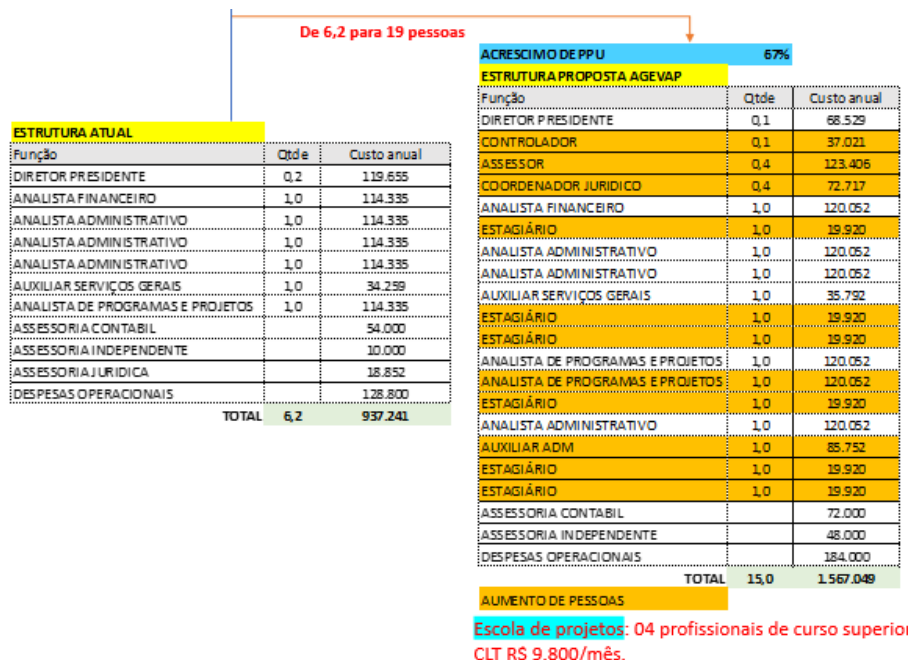 De 6,2 para 19 pessoas
ESTRUTURA ATUAL
Função Qtde Custo anual
DIRETOR PRESIDENTE 0,2 119.655
ANALISTA FINANCEIRO 1,0 114.335
ANALISTA ADMINISTRATIVO 1,0 114.335
ANALISTA ADMINISTRATIVO 1,0 114.335
ANALISTA ADMINISTRATIVO 1,0 114.335
AUXILIAR SERVIÇOS GERAIS 1,0 34.259
ANALISTA DE PROGRAMAS E PROJETOS 1,0 114.335
ASSESSORIA CONTABIL 54.000
ASSESSORIA INDEPENDENTE 10.000
ASSESSORIA JURIDICA 18.852
DESPESAS OPERACIONAIS 128.800
TOTAL 6,2 937.241
ACRESCIMO DE PPU 67%
ESTRUTURA PROPOSTA AGEVAP
Função Qtde Custo anual
DIRETOR PRESIDENTE 0,1 68.529
CONTROLADOR 0,1 37.021
ASSESSOR 0,4 123.406
COORDENADOR JURIDICO 0,4 72.717
ANALISTA FINANCEIRO 1,0 120.052
ESTAGIÁRIO 1,0 19.920
ANALISTA ADMINISTRATIVO 1,0 120.052
ANALISTA ADMINISTRATIVO 1,0 120.052
AUXILIAR SERVIÇOS GERAIS 1,0 35.792
ESTAGIÁRIO 1,0 19.920
ESTAGIÁRIO 1,0 19.920
ANALISTA DE PROGRAMAS E PROJETOS 1,0 120.052
ANALISTA DE PROGRAMAS E PROJETOS 1,0 120.052
ESTAGIÁRIO 1,0 19.920
ANALISTA ADMINISTRATIVO 1,0 120.052
AUXILIAR ADM 1,0 85.752
ESTAGIÁRIO 1,0 19.920
ESTAGIÁRIO 1,0 19.920
ASSESSORIA CONTABIL 72.000
ASSESSORIA INDEPENDENTE 48.000
DESPESAS OPERACIONAIS 184.000
TOTAL 15,0 1.567.049
AUMENTO DE PESSOAS
Escola de projetos: 04 profissionais de curso superior
CLT R$ 9.800/mês.